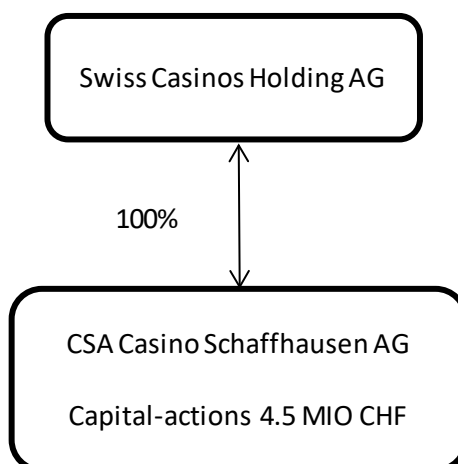 Swiss Casinos Holding AG
100%
CSA Casino Schaffhausen AG
Capital-actions 4.5 MIO CHF